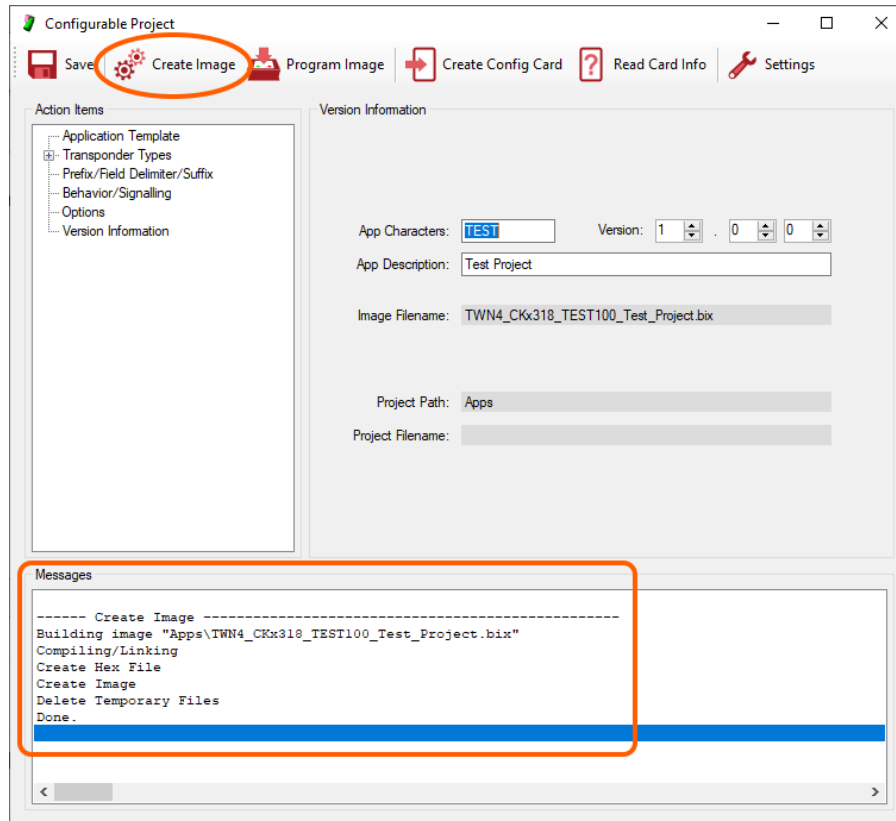 Configurable Project
Save Create Image Program Image Create Config Card Read Card Info Settings
Action Items
Application Template
Transponder Types
Prefix/Field Delimiter/Suffix
Behavior/Signalling
Options
Version Information
Version Information
App Characters: TEST Version: 1 . 0 0
App Description: Test Project
Image Filename: TWN4_CKx318_TEST100_Test_Project.bix
Project Path: Apps
Project Filename:
Messages
------ Create Image --------------------------------------------------
Building image "Apps\TWN4_CKx318_TEST100_Test_Project.bix"
Compiling/Linking
Create Hex File
Create Image
Delete Temporary Files
Done.